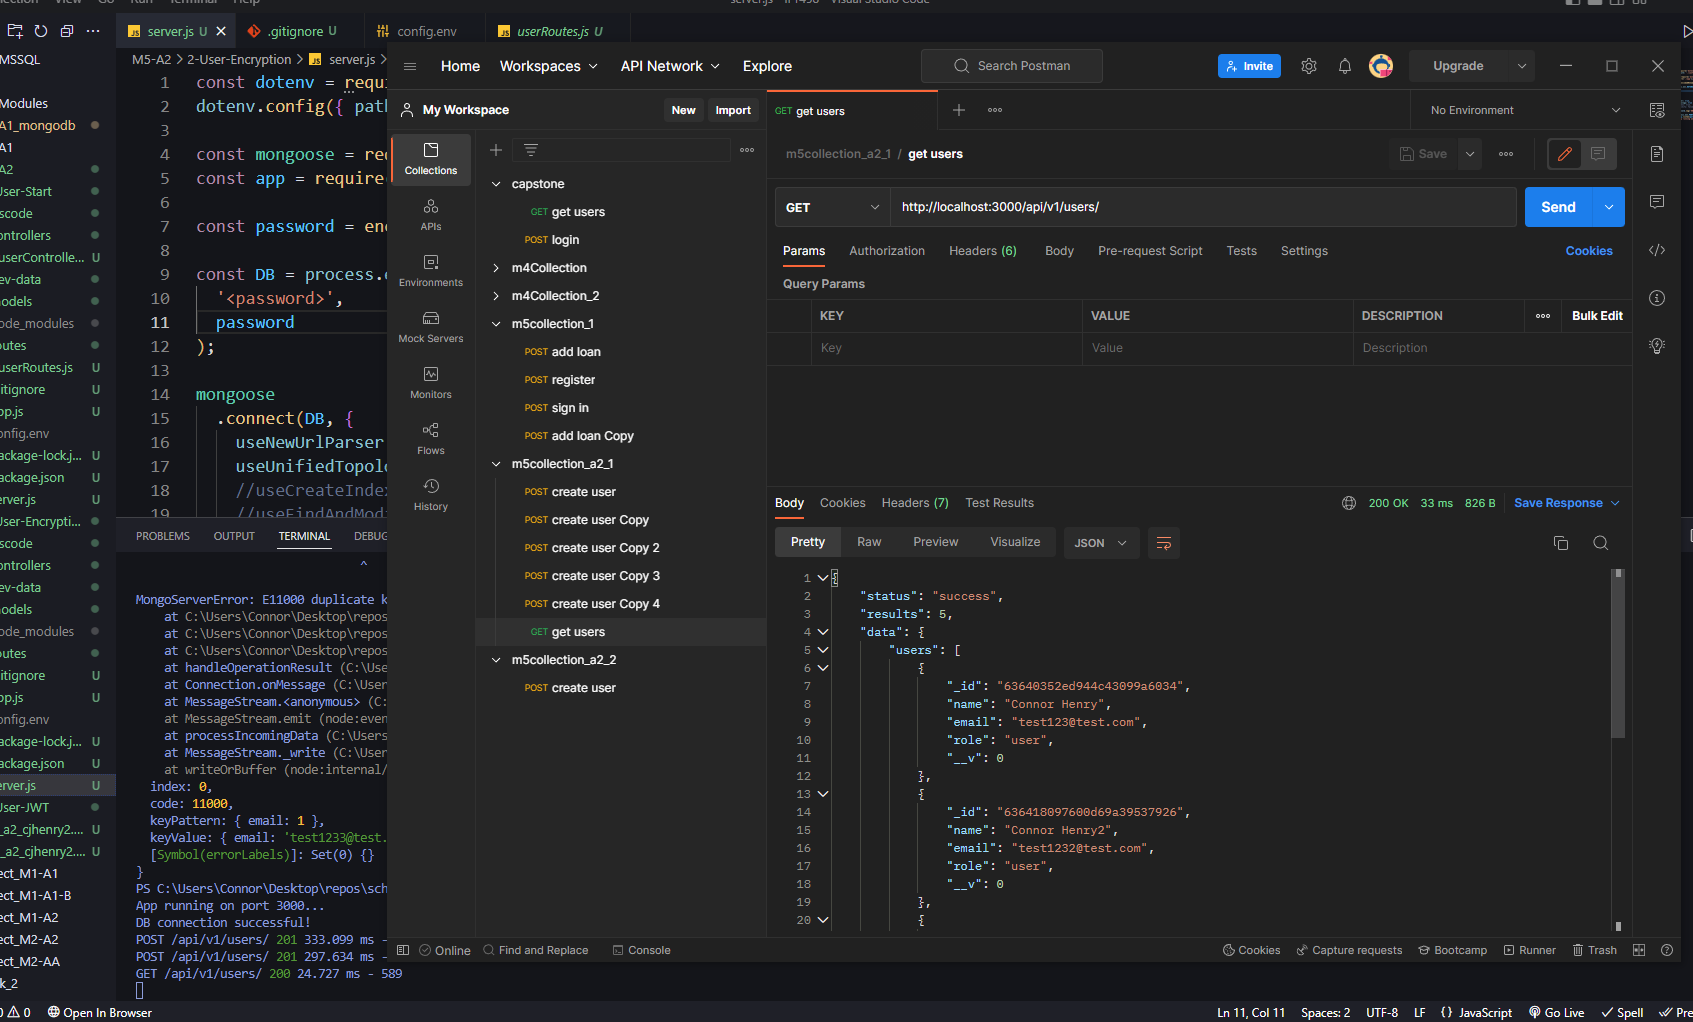 View Go Run Terminal Help
server.js - IFT458 - Visual Studio Code
MSSQL
Modules
A1_mongodb
A1
A2
User-Start
scode
ontrollers
userControlle... U
ev-data
odels
ode_modules
outes
userRoutes.js U
itignore U
pp.js U
onfig.env
ackage-lock.j... U
ackage.json U
erver.js U
User-Encrypti...
scode
ontrollers
ev-data
odels
ode_modules
outes
itignore U
pp.js U
onfig.env
ackage-lock.j... U
ackage.json U
erver.js U
User-JWT
_a2_cjhenry2.... U
_a2_cjhenry2.... U
ect_M1-A1
ect_M1-A1-B
ect_M1-A2
ect_M2-A2
ect_M2-AA
k_2
server.js U
.gitignore U
config.env
userRoutes.js U
M5-A2 > 2-User-Encryption > server.js >
1 const dotenv = requi
2 dotenv.config({ path
3
4 const mongoose = req
5 const app = require
6
7 const password = enc
8
9 const DB = process.e
10 '<password>',
11 password
12 );
13
14 mongoose
15 .connect(DB, {
16 useNewUrlParser
17 useUnifiedTopolo
18 //useCreateIndex
19 //useFindAndModi
PROBLEMS OUTPUT TERMINAL DEBUG
^
MongoServerError: E11000 duplicate k
at C:\Users\Connor\Desktop\repos
at C:\Users\Connor\Desktop\repos
at C:\Users\Connor\Desktop\repos
at handleOperationResult (C:\Use
at Connection.onMessage (C:\User
at MessageStream.<anonymous> (C:
at MessageStream.emit (node:even
at processIncomingData (C:\Users
at MessageStream._write (C:\User
at writeOrBuffer (node:internal/
index: 0,
code: 11000,
keyPattern: { email: 1 },
keyValue: { email: 'test1233@test.
[Symbol(errorLabels)]: Set(0) {}
}
PS C:\Users\Connor\Desktop\repos\sch
App running on port 3000...
DB connection successful!
POST /api/v1/users/ 201 333.099 ms -
POST /api/v1/users/ 201 297.634 ms -
GET /api/v1/users/ 200 24.727 ms - 589
Home Workspaces API Network Explore
Search Postman
Invite
Upgrade
My Workspace
New Import
Collections
APIs
Environments
Mock Servers
Monitors
Flows
History
capstone
GET get users
POST login
m4Collection
m4Collection_2
m5collection_1
POST add loan
POST register
POST sign in
POST add loan Copy
m5collection_a2_1
POST create user
POST create user Copy
POST create user Copy 2
POST create user Copy 3
POST create user Copy 4
GET get users
m5collection_a2_2
POST create user
GET get users
No Environment
m5collection_a2_1 / get users
Save
GET http://localhost:3000/api/v1/users/ Send
Params Authorization Headers (6) Body Pre-request Script Tests Settings Cookies
Query Params
KEY VALUE DESCRIPTION Bulk Edit
Key Value Description
Body Cookies Headers (7) Test Results 200 OK 33 ms 826 B Save Response
Pretty Raw Preview Visualize JSON
1 {
2 "status": "success",
3 "results": 5,
4 "data": {
5 "users": [
6 {
7 "_id": "63640352ed944c43099a6034",
8 "name": "Connor Henry",
9 "email": "test123@test.com",
10 "role": "user",
11 "__v": 0
12 },
13 {
14 "_id": "636418097600d69a39537926",
15 "name": "Connor Henry2",
16 "email": "test1232@test.com",
17 "role": "user",
18 "__v": 0
19 },
20 {
Online Find and Replace Console
Cookies Capture requests Bootcamp Runner Trash
0 0 Open In Browser
Ln 11, Col 11 Spaces: 2 UTF-8 LF {} JavaScript Go Live Spell Pre